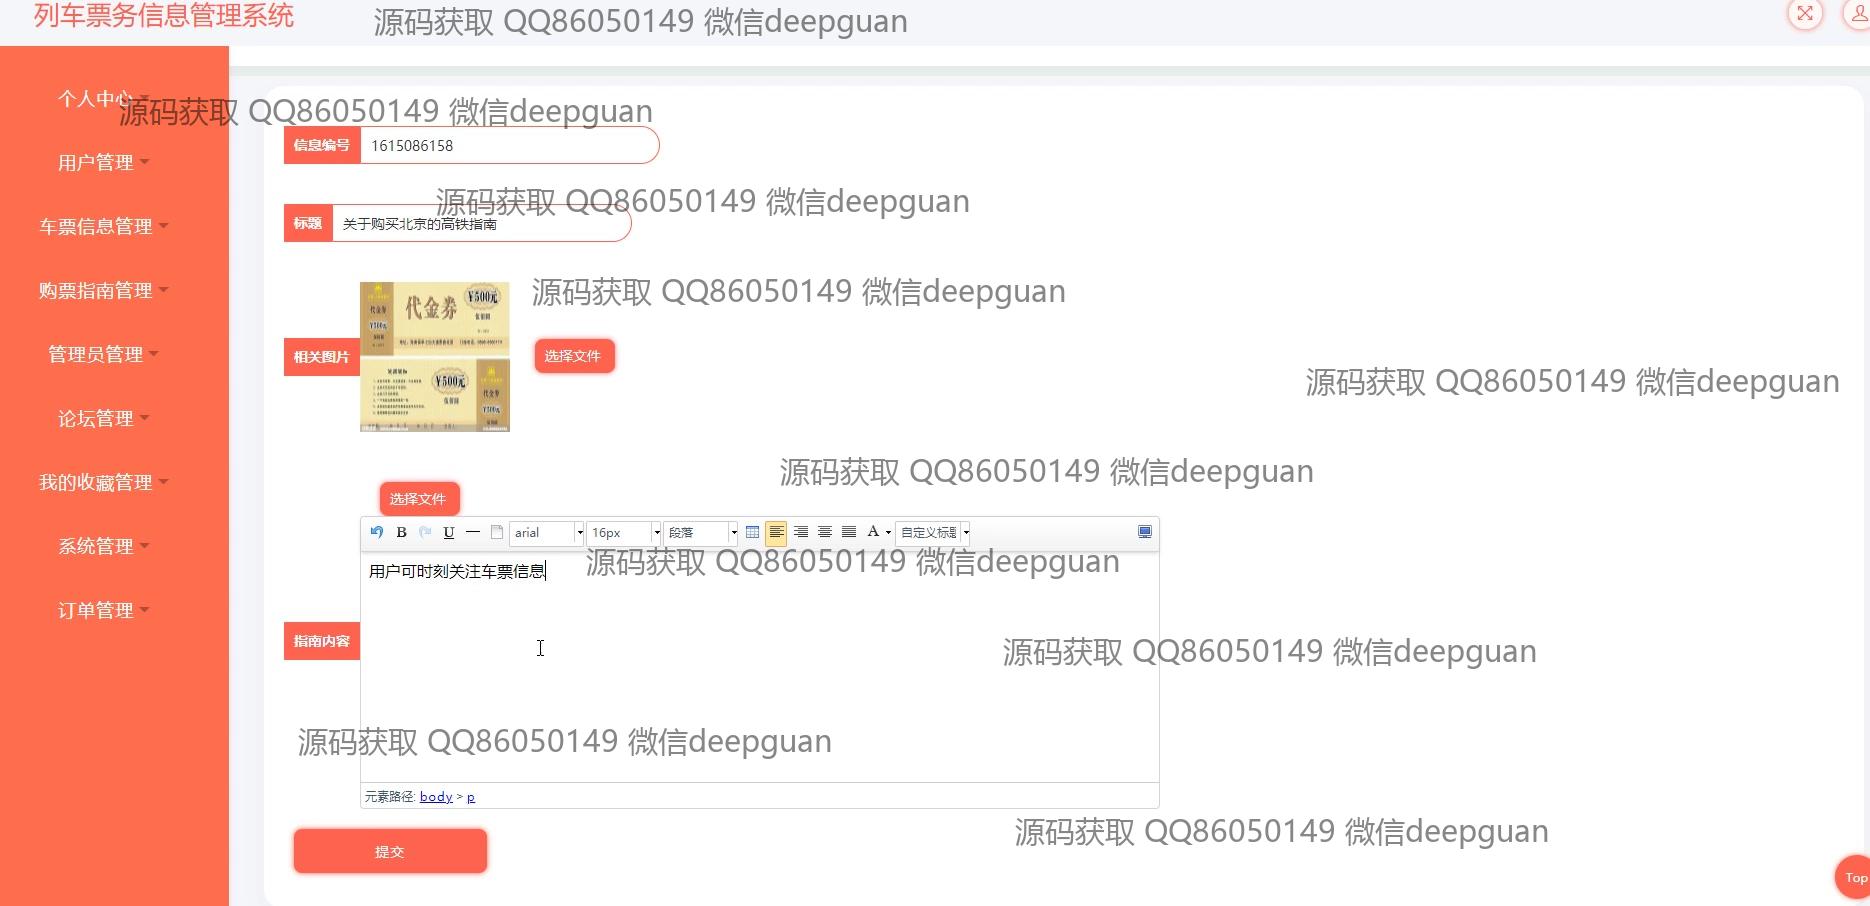 列车票务信息管理系统
源码获取 QQ86050149 微信deepguan
个人中心
源码获取 QQ86050149 微信deepguan
信息编号 1615086158
用户管理
源码获取 QQ86050149 微信deepguan
车票信息管理
标题 关于购买北京的高铁指南
购票指南管理
源码获取 QQ86050149 微信deepguan
代金券
¥500元
代金券
¥500元
管理员管理
相关图片
选择文件
¥500元
¥500元
源码获取 QQ86050149 微信deepguan
论坛管理
源码获取 QQ86050149 微信deepguan
我的收藏管理
选择文件
B U arial 16px 段落 A 自定义标题
系统管理
源码获取 QQ86050149 微信deepguan
用户可时刻关注车票信息
订单管理
指南内容
源码获取 QQ86050149 微信deepguan
源码获取 QQ86050149 微信deepguan
元素路径: body > p
源码获取 QQ86050149 微信deepguan
提交
Top